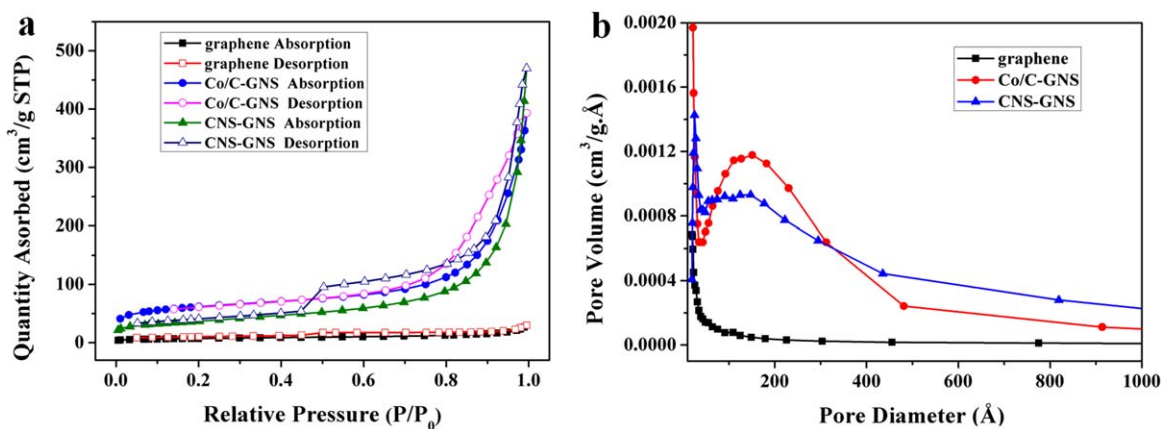 a
500
400
300
200
100
0
Quantity Asorbed (cm³/g STP)
graphene Absorption
graphene Desorption
Co/C-GNS Absorption
Co/C-GNS Desorption
CNS-GNS Absorption
CNS-GNS Desorption
0.0 0.2 0.4 0.6 0.8 1.0
Relative Pressure (P/P₀)
b
0.0020
0.0016
0.0012
0.0008
0.0004
0.0000
Pore Volume (cm³/g.Å)
graphene
Co/C-GNS
CNS-GNS
200 400 600 800 1000
Pore Diameter (Å)